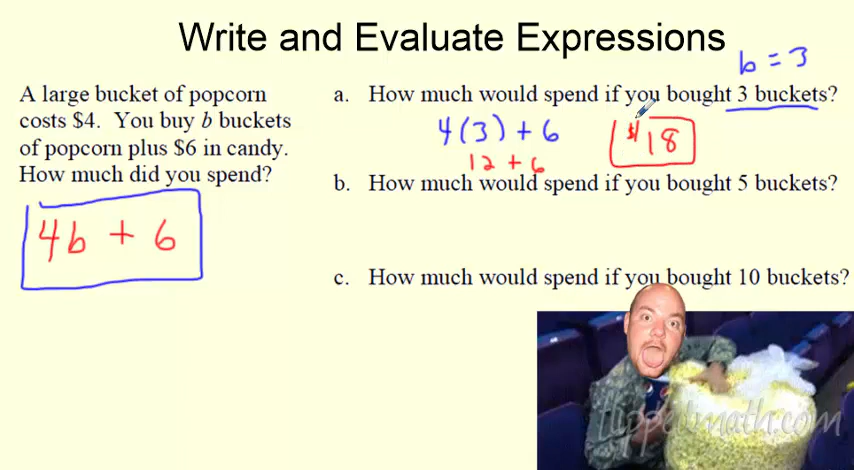 Write and Evaluate Expressions
b = 3
A large bucket of popcorn
costs $4. You buy b buckets
of popcorn plus $6 in candy.
How much did you spend?
4b + 6
a. How much would spend if you bought 3 buckets?
4(3) + 6
$18
12 + 6
b. How much would spend if you bought 5 buckets?
c. How much would spend if you bought 10 buckets?
flippedmath.com